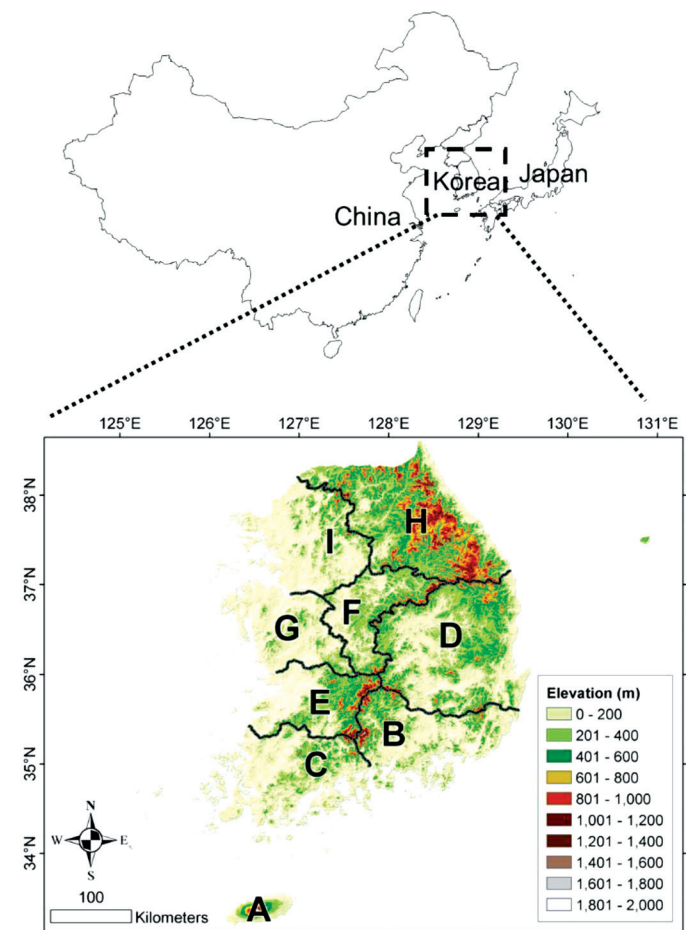 China
Korea
Japan
125°E 126°E 127°E 128°E 129°E 130°E 131°E
38°N
37°N
36°N
35°N
34°N
H
I
F
G
D
E
B
C
A
Elevation (m)
0 - 200
201 - 400
401 - 600
601 - 800
801 - 1,000
1,001 - 1,200
1,201 - 1,400
1,401 - 1,600
1,601 - 1,800
1,801 - 2,000
N
W E
S
100
Kilometers